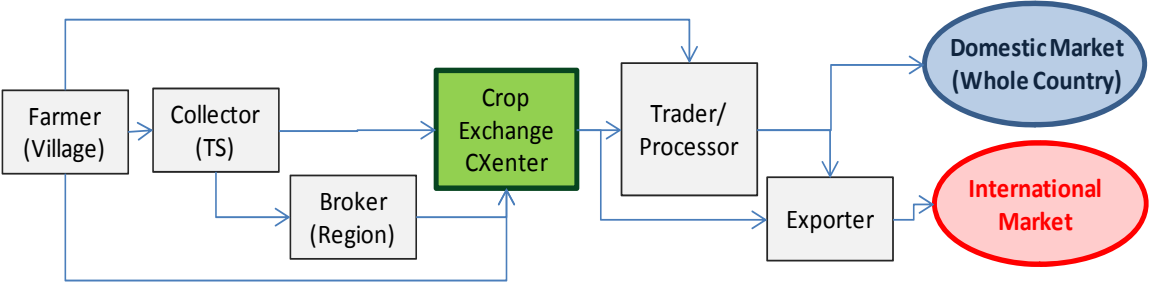 Farmer
(Village)
Collector
(TS)
Broker
(Region)
Crop
Exchange
CXenter
Trader/
Processor
Exporter
Domestic Market
(Whole Country)
International
Market